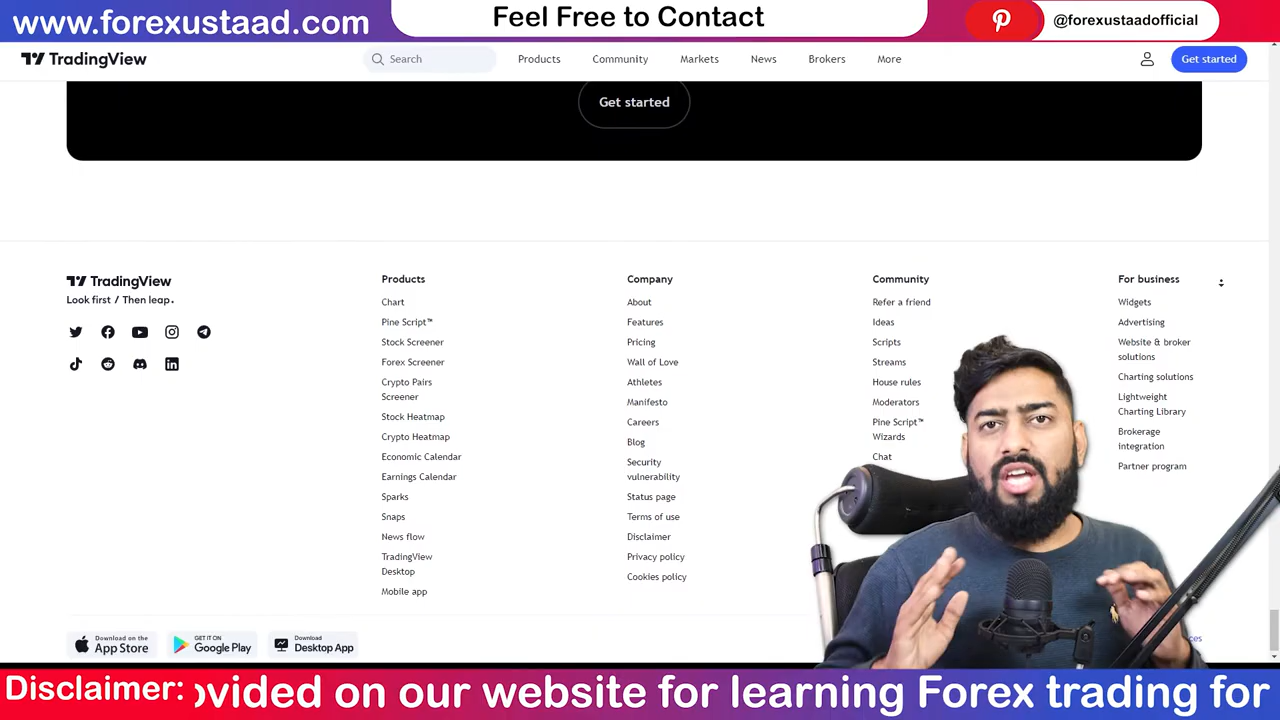 www.forexustaad.com
Feel Free to Contact
@forexustaadofficial
TradingView
Search
Products
Community
Markets
News
Brokers
More
Get started
Get started
TradingView
Look first / Then leap.
Products
Chart
Pine Script™
Stock Screener
Forex Screener
Crypto Pairs
Screener
Stock Heatmap
Crypto Heatmap
Economic Calendar
Earnings Calendar
Sparks
Snaps
News flow
TradingView
Desktop
Mobile app
Company
About
Features
Pricing
Wall of Love
Athletes
Manifesto
Careers
Blog
Security
vulnerability
Status page
Terms of use
Disclaimer
Privacy policy
Cookies policy
Community
Refer a friend
Ideas
Scripts
Streams
House rules
Moderators
Pine Script™
Wizards
Chat
For business
Widgets
Advertising
Website & broker
solutions
Charting solutions
Lightweight
Charting Library
Brokerage
integration
Partner program
Download on the
App Store
GET IT ON
Google Play
Download
Desktop App
Disclaimer:
ovided on our website for learning Forex trading for